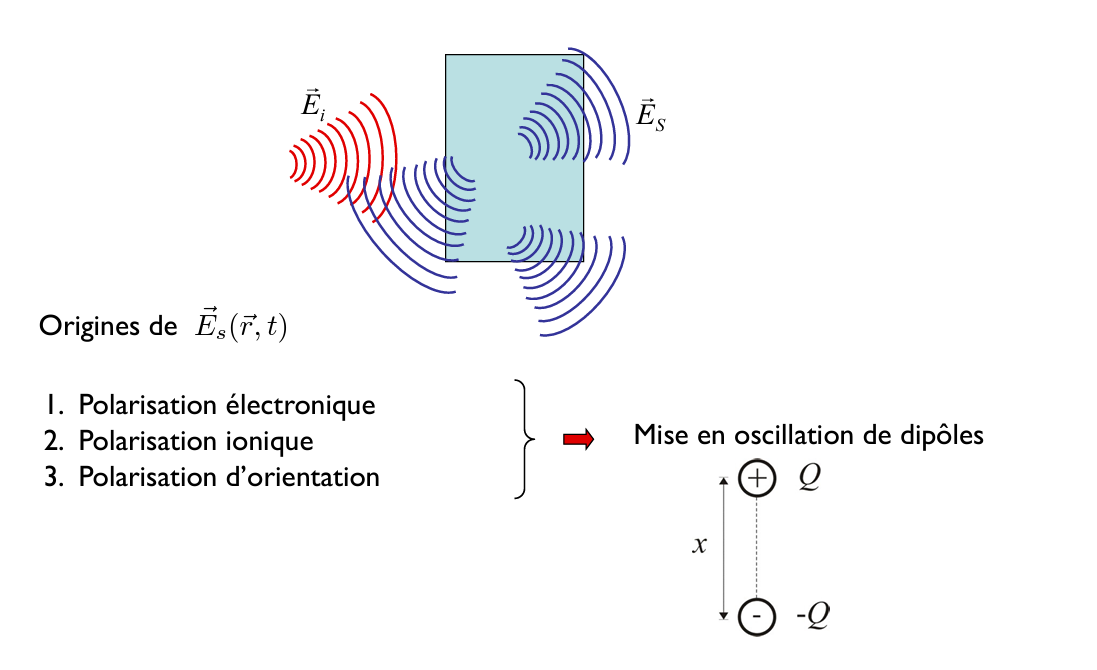 $\vec{E}_i$
$\vec{E}_S$
Origines de $\vec{E}_s(\vec{r}, t)$
1. Polarisation électronique
2. Polarisation ionique
3. Polarisation d'orientation
Mise en oscillation de dipôles
+ Q
x
- -Q